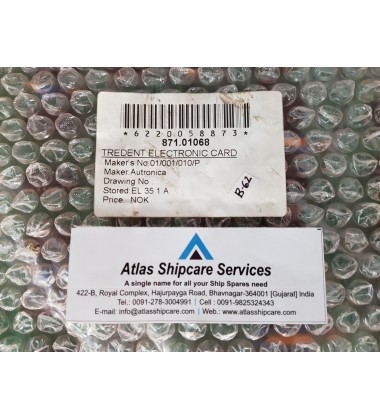 *6220058873*
871.01068
TREDENT ELECTRONIC CARD
Maker's No:01/001/010/P
Maker:Autronica
Drawing No
Stored:EL 35 1 A
Price: NOK
B62
Atlas Shipcare Services
A single name for all your Ship Spares need
422-B, Royal Complex, Hajurpayga Road, Bhavnagar-364001 [Gujarat] India
Tel.: 0091-278-3004991 | Cell : 0091-9825324343
E-mail: info@atlasshipcare.com | Web.: www.atlasshipcare.com